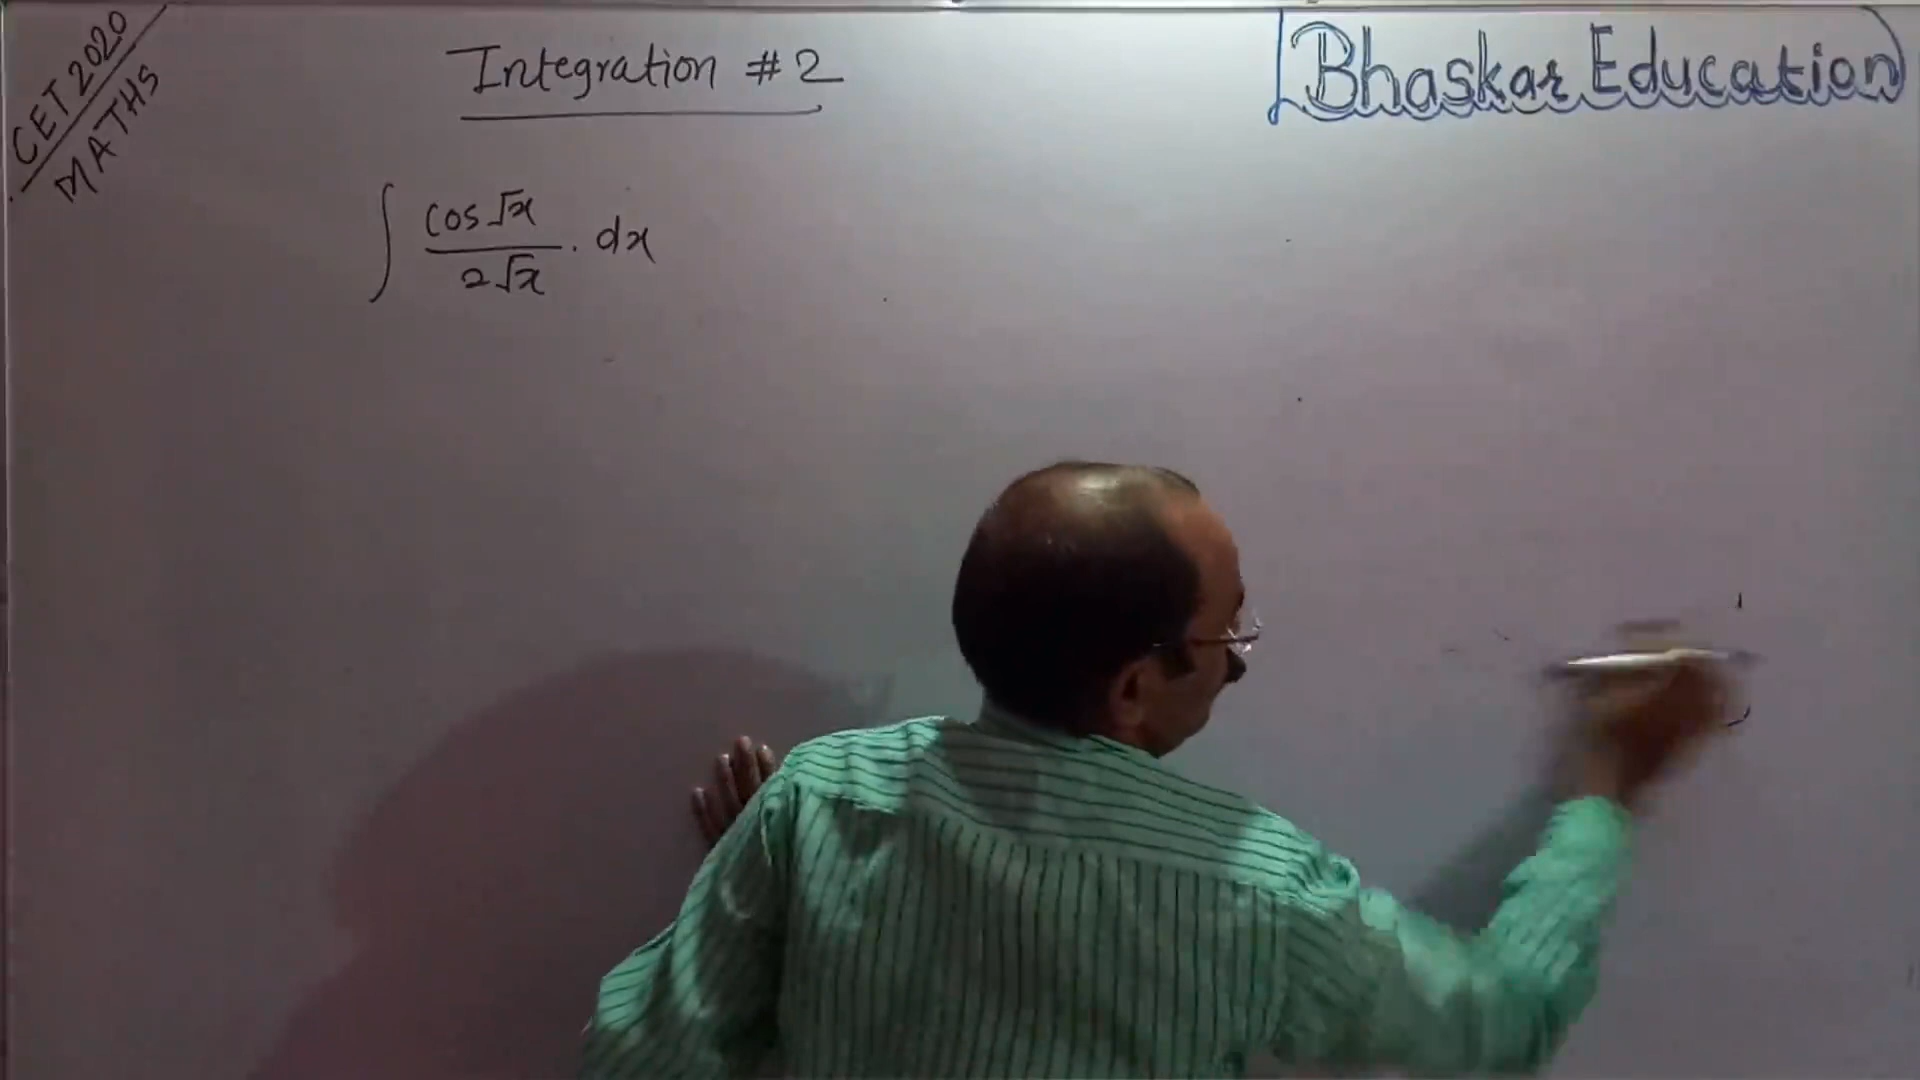 CET 2020
MATHS
Integration #2
Bhaskar Education
∫ cos√x / 2√x . dx